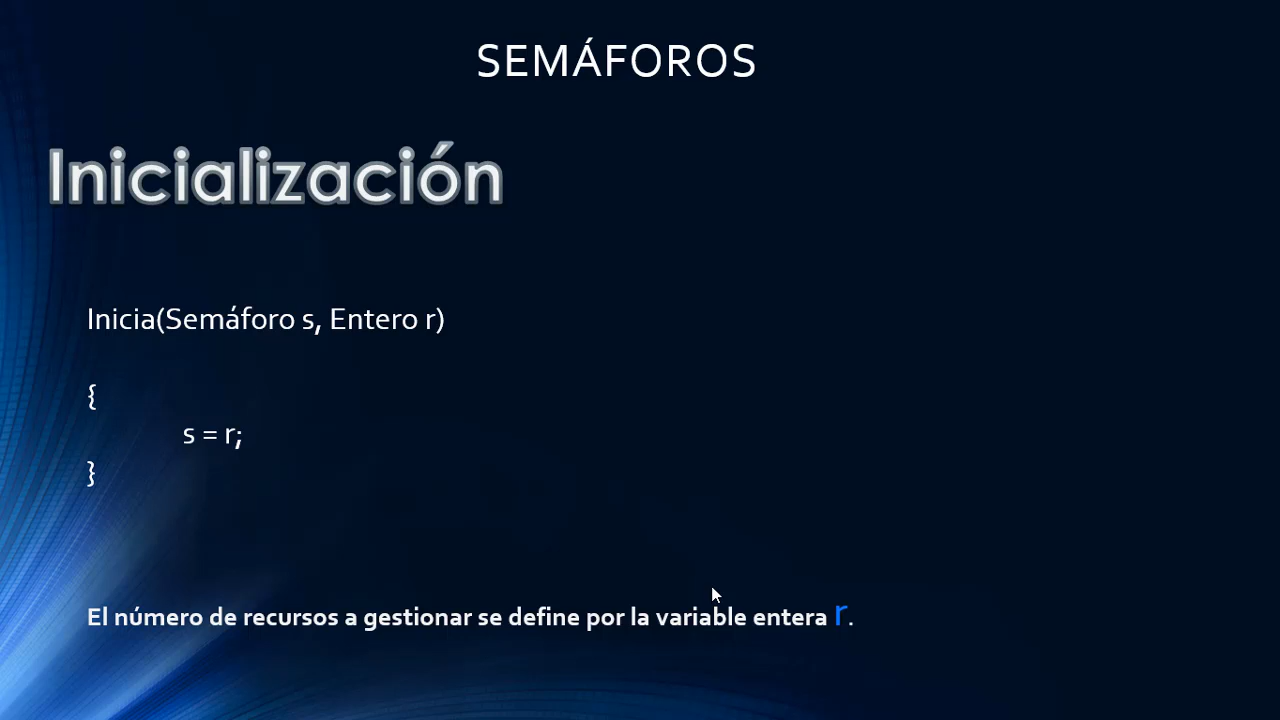 SEMÁFOROS
Inicialización
Inicia(Semáforo s, Entero r)
{
s = r;
}
El número de recursos a gestionar se define por la variable entera r.